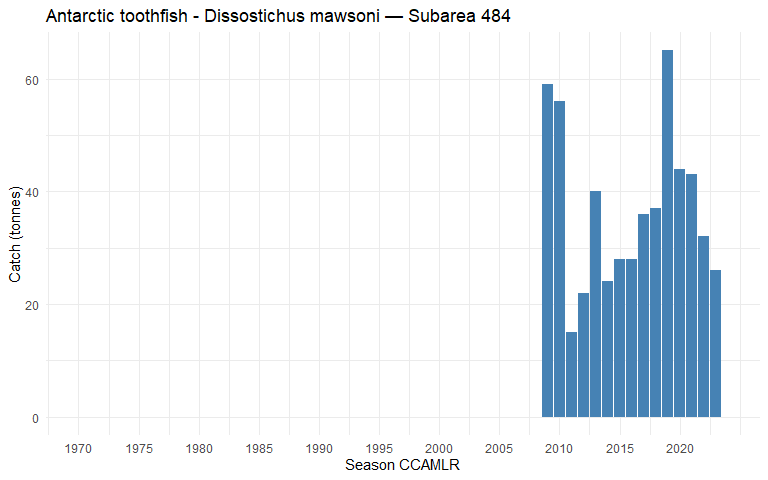 Antarctic toothfish - Dissostichus mawsoni — Subarea 484
60
40
20
0
Catch (tonnes)
1970 1975 1980 1985 1990 1995 2000 2005 2010 2015 2020
Season CCAMLR